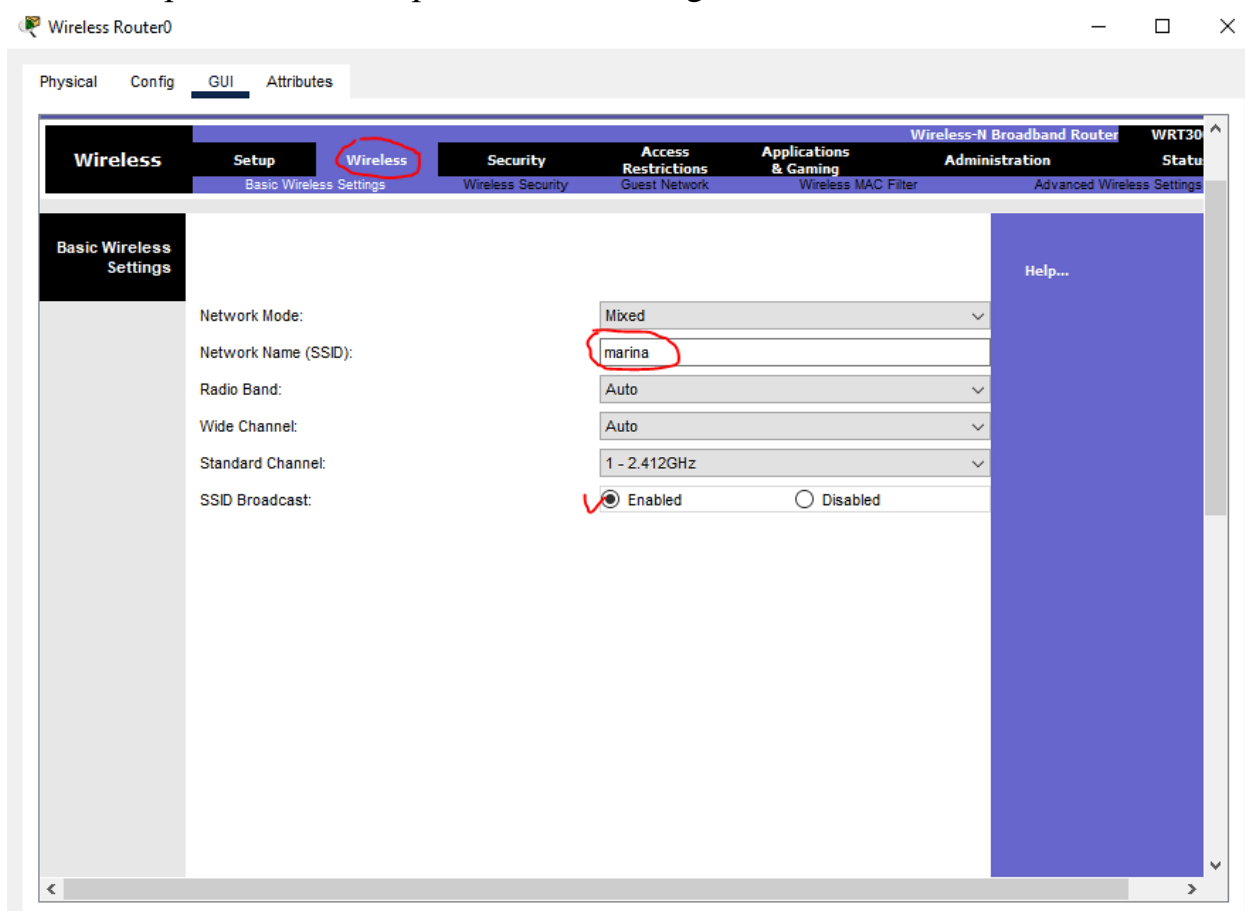 Wireless Router0
Physical Config GUI Attributes
Wireless-N Broadband Router WRT30
Wireless Setup Wireless Security Access Restrictions Applications & Gaming Administration Statu
Basic Wireless Settings Wireless Security Guest Network Wireless MAC Filter Advanced Wireless Settings
Basic Wireless
Settings
Help...
Network Mode: Mixed
Network Name (SSID): marina
Radio Band: Auto
Wide Channel: Auto
Standard Channel: 1 - 2.412GHz
SSID Broadcast: Enabled Disabled